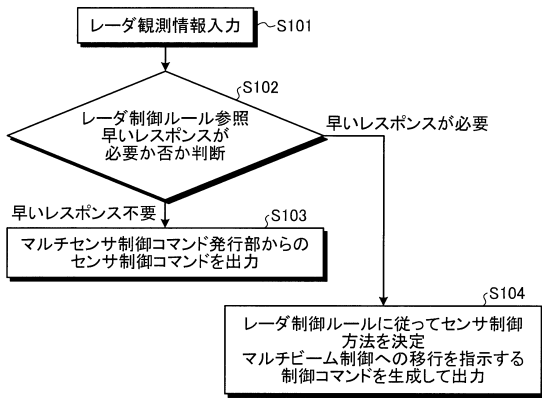 レーダ観測情報入力
S101
S102
レーダ制御ルール参照
早いレスポンスが
必要か否か判断
早いレスポンスが必要
早いレスポンス不要
S103
マルチセンサ制御コマンド発行部からの
センサ制御コマンドを出力
S104
レーダ制御ルールに従ってセンサ制御
方法を決定
マルチビーム制御への移行を指示する
制御コマンドを生成して出力